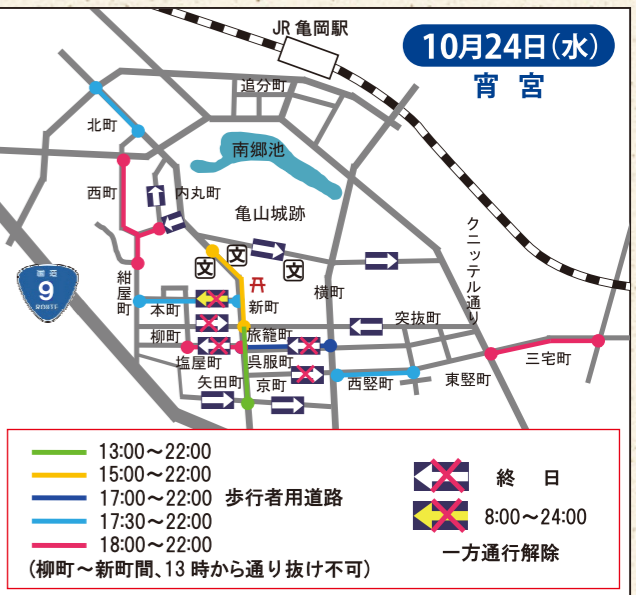 JR 亀岡駅
10月24日(水)
宵 宮
追分町
北町
南郷池
西町
内丸町
亀山城跡
クニッテル通り
文
文
文
国道
9
ROUTE
紺屋町
本町
新町
横町
突抜町
柳町
旅籠町
塩屋町
呉服町
三宅町
矢田町
京町
西竪町
東竪町
13:00〜22:00
15:00〜22:00
17:00〜22:00 歩行者用道路
17:30〜22:00
18:00〜22:00
(柳町〜新町間、13 時から通り抜け不可)
終 日
8:00〜24:00
一方通行解除